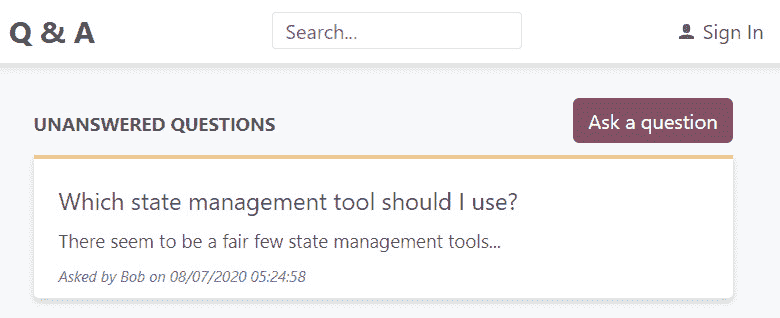 Q & A
Search...
Sign In
UNANSWERED QUESTIONS
Ask a question
Which state management tool should I use?
There seem to be a fair few state management tools...
Asked by Bob on 08/07/2020 05:24:58